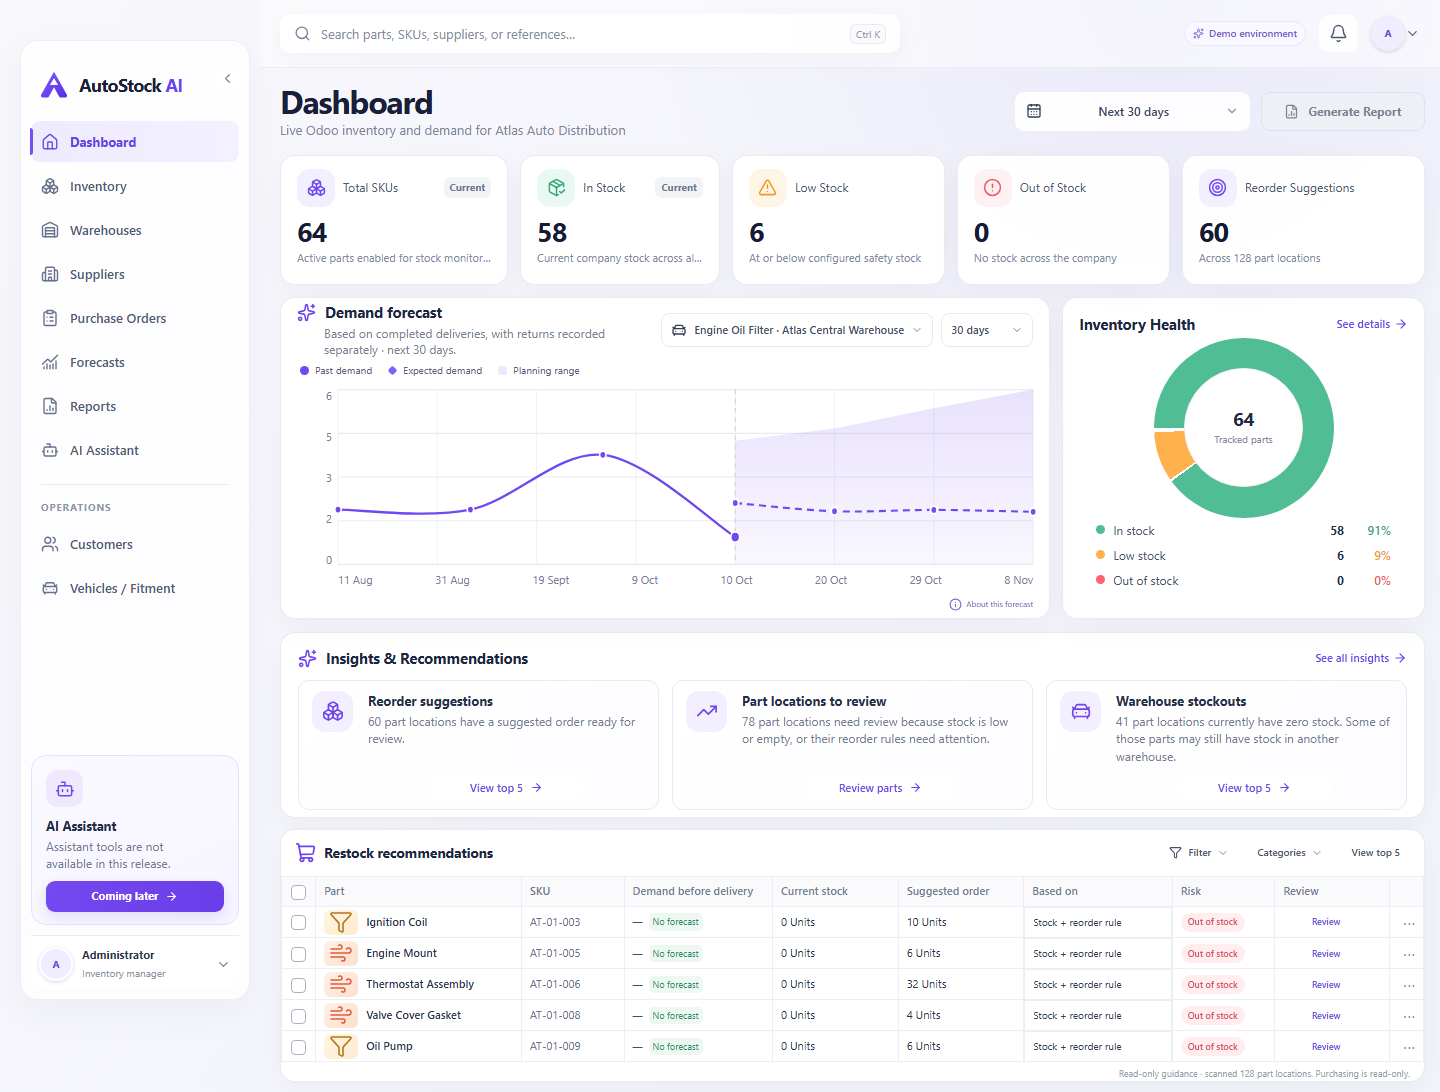 AutoStock AI
Dashboard
Inventory
Warehouses
Suppliers
Purchase Orders
Forecasts
Reports
AI Assistant
OPERATIONS
Customers
Vehicles / Fitment
AI Assistant
Assistant tools are not
available in this release.
Coming later
A
Administrator
Inventory manager
Search parts, SKUs, suppliers, or references...
Ctrl K
Demo environment
A
Dashboard
Live Odoo inventory and demand for Atlas Auto Distribution
Next 30 days
Generate Report
Total SKUs
Current
64
Active parts enabled for stock monitor...
In Stock
Current
58
Current company stock across al...
Low Stock
6
At or below configured safety stock
Out of Stock
0
No stock across the company
Reorder Suggestions
60
Across 128 part locations
Demand forecast
Based on completed deliveries, with returns recorded
separately · next 30 days.
Engine Oil Filter · Atlas Central Warehouse
30 days
Past demand
Expected demand
Planning range
6
5
3
2
0
11 Aug
31 Aug
19 Sept
9 Oct
10 Oct
20 Oct
29 Oct
8 Nov
About this forecast
Inventory Health
See details
64
Tracked parts
In stock 58 91%
Low stock 6 9%
Out of stock 0 0%
Insights & Recommendations
See all insights
Reorder suggestions
60 part locations have a suggested order ready for
review.
View top 5
Part locations to review
78 part locations need review because stock is low
or empty, or their reorder rules need attention.
Review parts
Warehouse stockouts
41 part locations currently have zero stock. Some of
those parts may still have stock in another
warehouse.
View top 5
Restock recommendations
Filter
Categories
View top 5
Part SKU Demand before delivery Current stock Suggested order Based on Risk Review
Ignition Coil AT-01-003 — No forecast 0 Units 10 Units Stock + reorder rule Out of stock Review ...
Engine Mount AT-01-005 — No forecast 0 Units 6 Units Stock + reorder rule Out of stock Review ...
Thermostat Assembly AT-01-006 — No forecast 0 Units 32 Units Stock + reorder rule Out of stock Review ...
Valve Cover Gasket AT-01-008 — No forecast 0 Units 4 Units Stock + reorder rule Out of stock Review ...
Oil Pump AT-01-009 — No forecast 0 Units 6 Units Stock + reorder rule Out of stock Review ...
Read-only guidance · scanned 128 part locations. Purchasing is read-only.